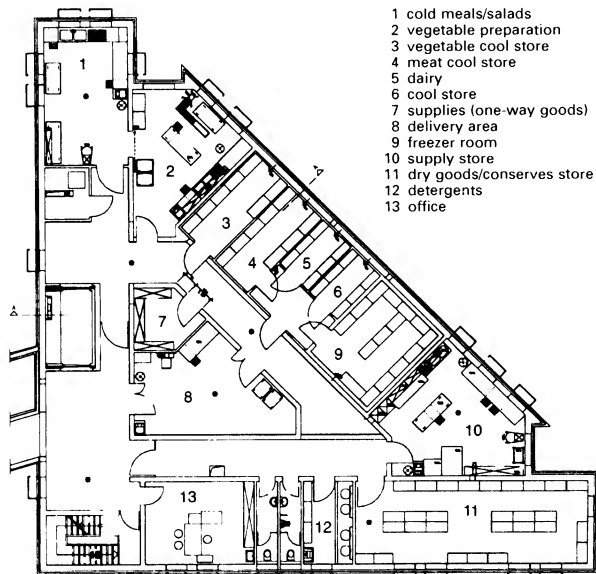 1 cold meals/salads
2 vegetable preparation
3 vegetable cool store
4 meat cool store
5 dairy
6 cool store
7 supplies (one-way goods)
8 delivery area
9 freezer room
10 supply store
11 dry goods/conserves store
12 detergents
13 office
1
2
3
4
5
6
7
8
9
10
11
12
13